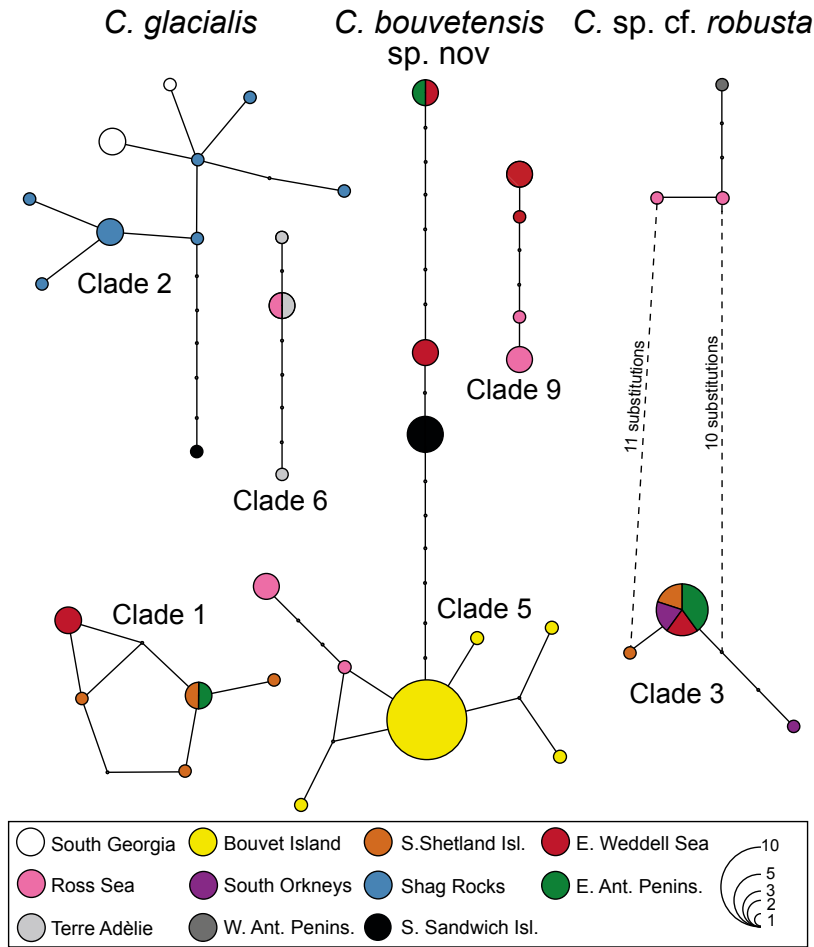 C. glacialis
C. bouvetensis
sp. nov
C. sp. cf. robusta
Clade 2
Clade 6
Clade 9
11 substitutions
10 substitutions
Clade 1
Clade 5
Clade 3
South Georgia
Bouvet Island
S.Shetland Isl.
E. Weddell Sea
Ross Sea
South Orkneys
Shag Rocks
E. Ant. Penins.
Terre Adèlie
W. Ant. Penins.
S. Sandwich Isl.
10
5
3
2
1